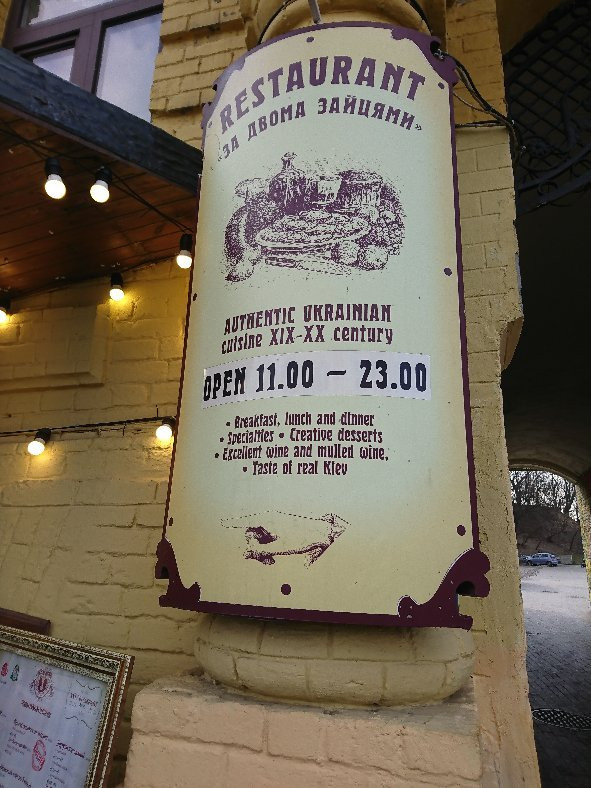 RESTAURANT
«ЗА ДВОМА ЗАЙЦЯМИ»
AUTHENTIC UKRAINIAN
cuisine XIX-XX century
OPEN 11.00 – 23.00
• Breakfast, lunch and dinner
• Specialties • Creative desserts
• Excellent wine and mulled wine,
• Taste of real Kiev